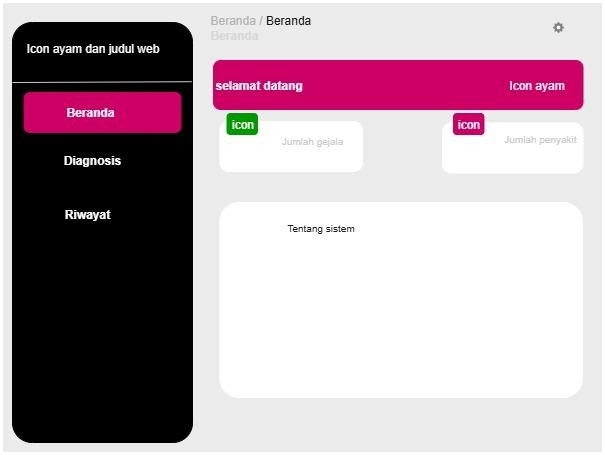 Icon ayam dan judul web
Beranda
Diagnosis
Riwayat
Beranda / Beranda
Beranda
selamat datang
Icon ayam
icon
Jumlah gejala
icon
Jumlah penyakit
Tentang sistem